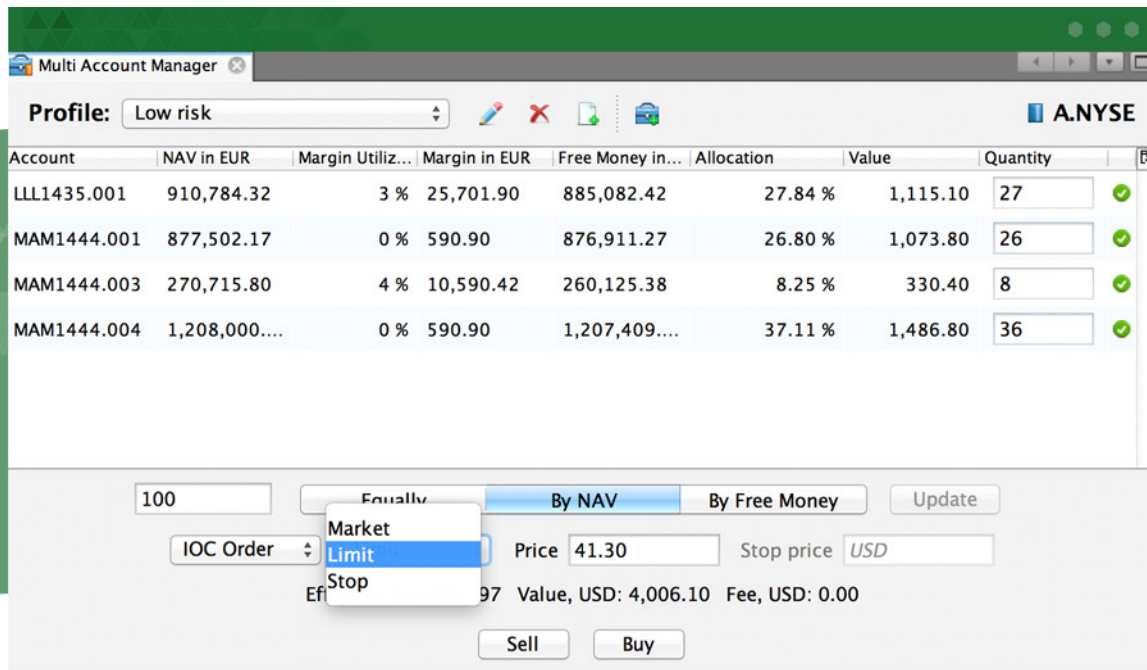 Multi Account Manager
Profile: Low risk A.NYSE
Account NAV in EUR Margin Utiliz... Margin in EUR Free Money in... Allocation Value Quantity
LLL1435.001 910,784.32 3 % 25,701.90 885,082.42 27.84 % 1,115.10 27
MAM1444.001 877,502.17 0 % 590.90 876,911.27 26.80 % 1,073.80 26
MAM1444.003 270,715.80 4 % 10,590.42 260,125.38 8.25 % 330.40 8
MAM1444.004 1,208,000.... 0 % 590.90 1,207,409.... 37.11 % 1,486.80 36
100 Equally By NAV By Free Money Update
Market
IOC Order Limit Price 41.30 Stop price USD
Stop
97 Value, USD: 4,006.10 Fee, USD: 0.00
Sell Buy